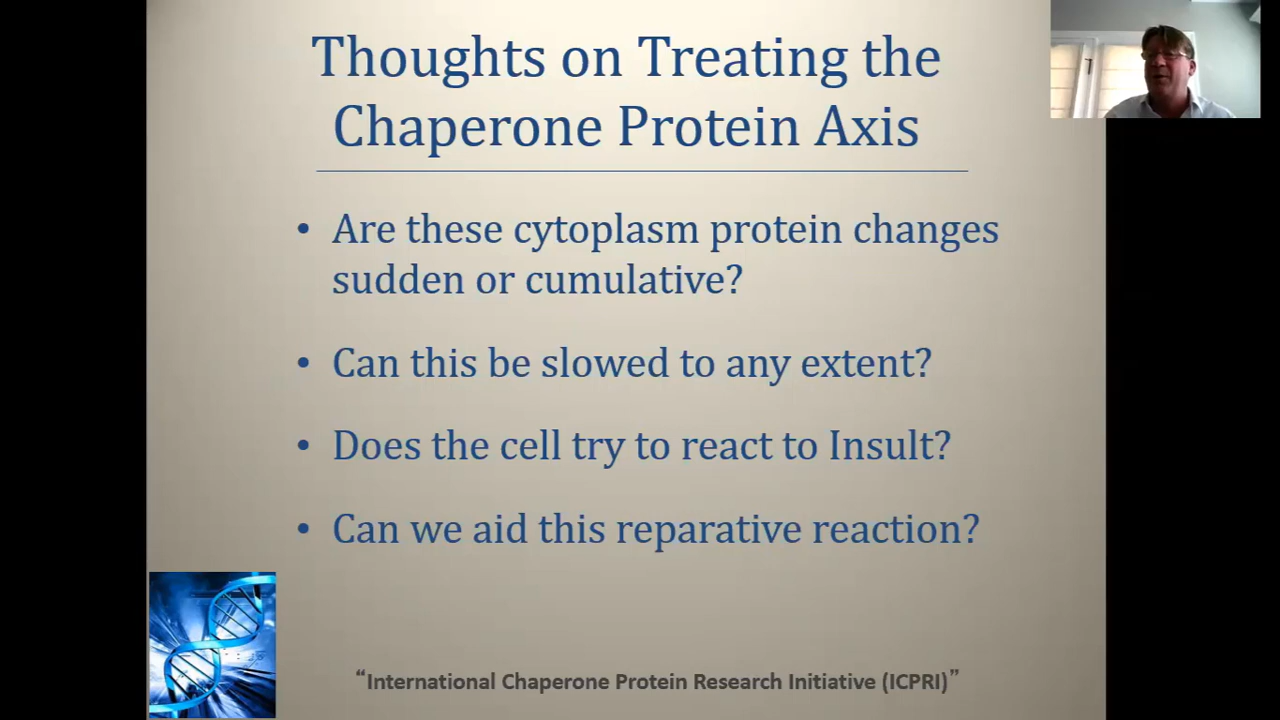 Thoughts on Treating the
Chaperone Protein Axis
• Are these cytoplasm protein changes
sudden or cumulative?
• Can this be slowed to any extent?
• Does the cell try to react to Insult?
• Can we aid this reparative reaction?
“International Chaperone Protein Research Initiative (ICPRI)”